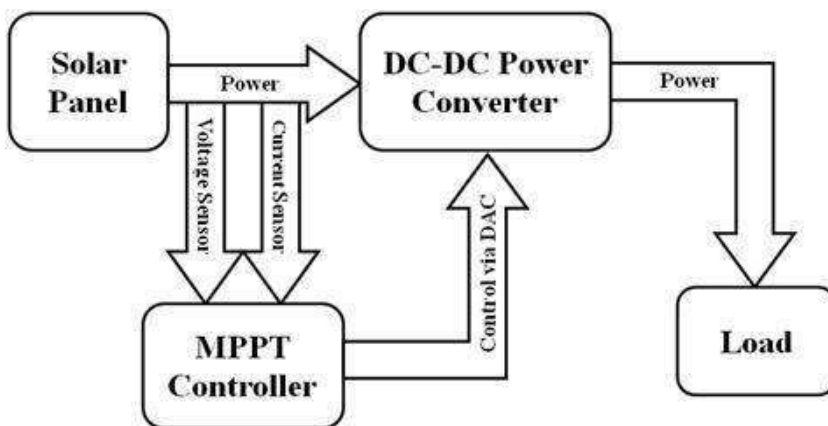 Solar
Panel
Power
DC-DC Power
Converter
Power
Voltage Sensor
Current Sensor
Control via DAC
MPPT
Controller
Load